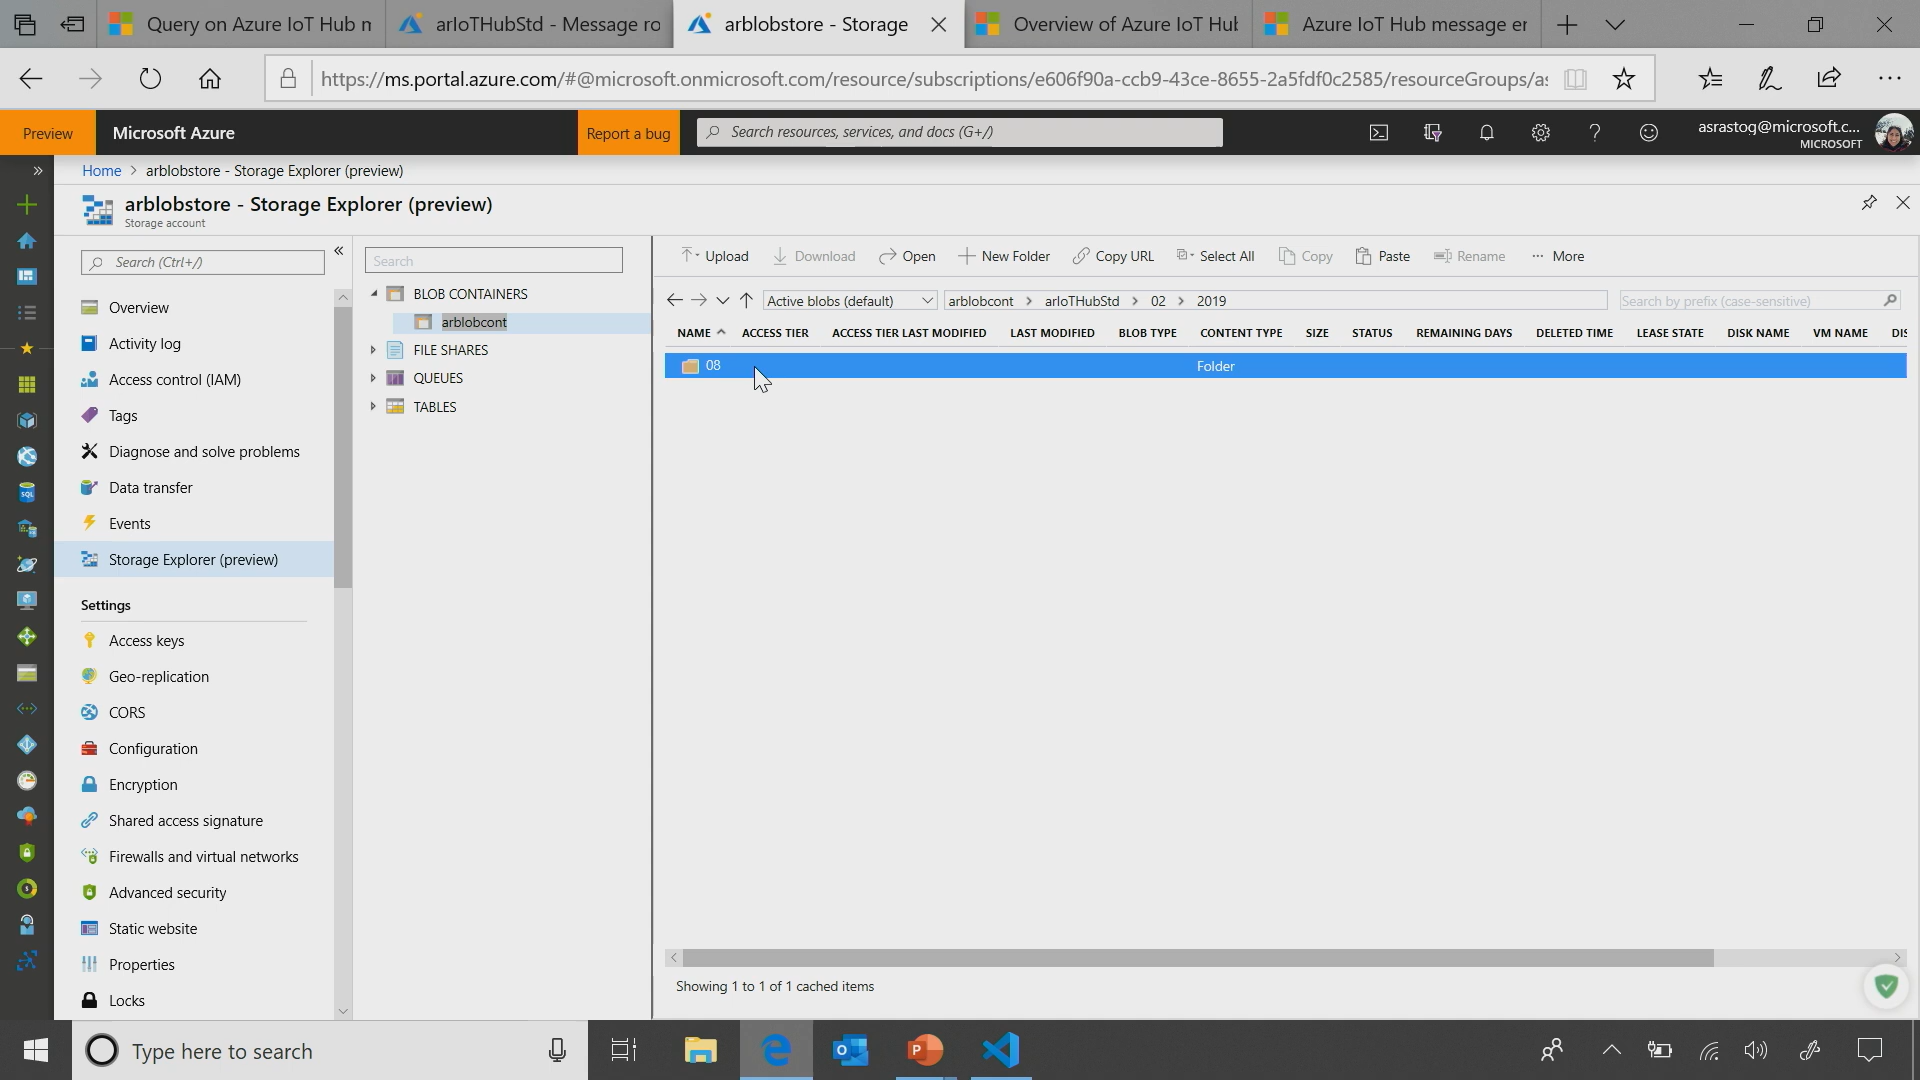 Query on Azure IoT Hub m
arIoTHubStd - Message ro
arblobstore - Storage
Overview of Azure IoT Hub
Azure IoT Hub message en
https://ms.portal.azure.com/#@microsoft.onmicrosoft.com/resource/subscriptions/e606f90a-ccb9-43ce-8655-2a5fdf0c2585/resourceGroups/as
Preview
Microsoft Azure
Report a bug
Search resources, services, and docs (G+/)
asrastog@microsoft.c...
MICROSOFT
Home > arblobstore - Storage Explorer (preview)
arblobstore - Storage Explorer (preview)
Storage account
Search (Ctrl+/)
Overview
Activity log
Access control (IAM)
Tags
Diagnose and solve problems
Data transfer
Events
Storage Explorer (preview)
Settings
Access keys
Geo-replication
CORS
Configuration
Encryption
Shared access signature
Firewalls and virtual networks
Advanced security
Static website
Properties
Locks
Search
BLOB CONTAINERS
arblobcont
FILE SHARES
QUEUES
TABLES
Upload Download Open New Folder Copy URL Select All Copy Paste Rename ... More
Active blobs (default) arblobcont > arIoTHubStd > 02 > 2019 Search by prefix (case-sensitive)
NAME ACCESS TIER ACCESS TIER LAST MODIFIED LAST MODIFIED BLOB TYPE CONTENT TYPE SIZE STATUS REMAINING DAYS DELETED TIME LEASE STATE DISK NAME VM NAME DIS
08 Folder
Showing 1 to 1 of 1 cached items
Type here to search